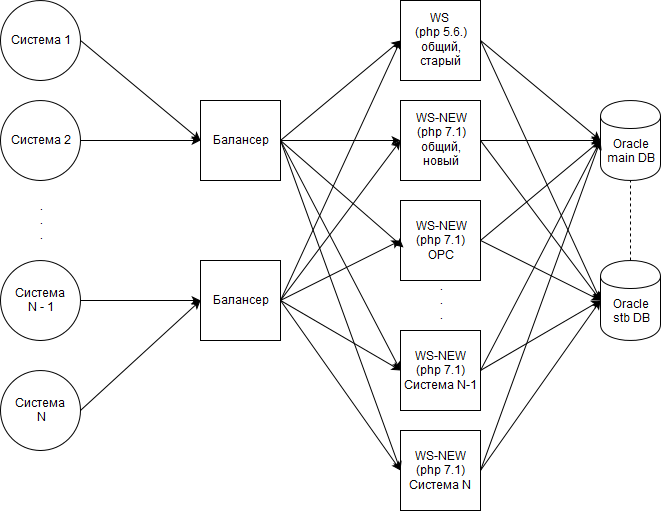 Система 1
Система 2
.
.
.
Система
N - 1
Система
N
Балансер
Балансер
WS
(php 5.6.)
общий,
старый
WS-NEW
(php 7.1)
общий,
новый
WS-NEW
(php 7.1)
OPC
.
.
.
WS-NEW
(php 7.1)
Система N-1
WS-NEW
(php 7.1)
Система N
Oracle
main DB
Oracle
stb DB